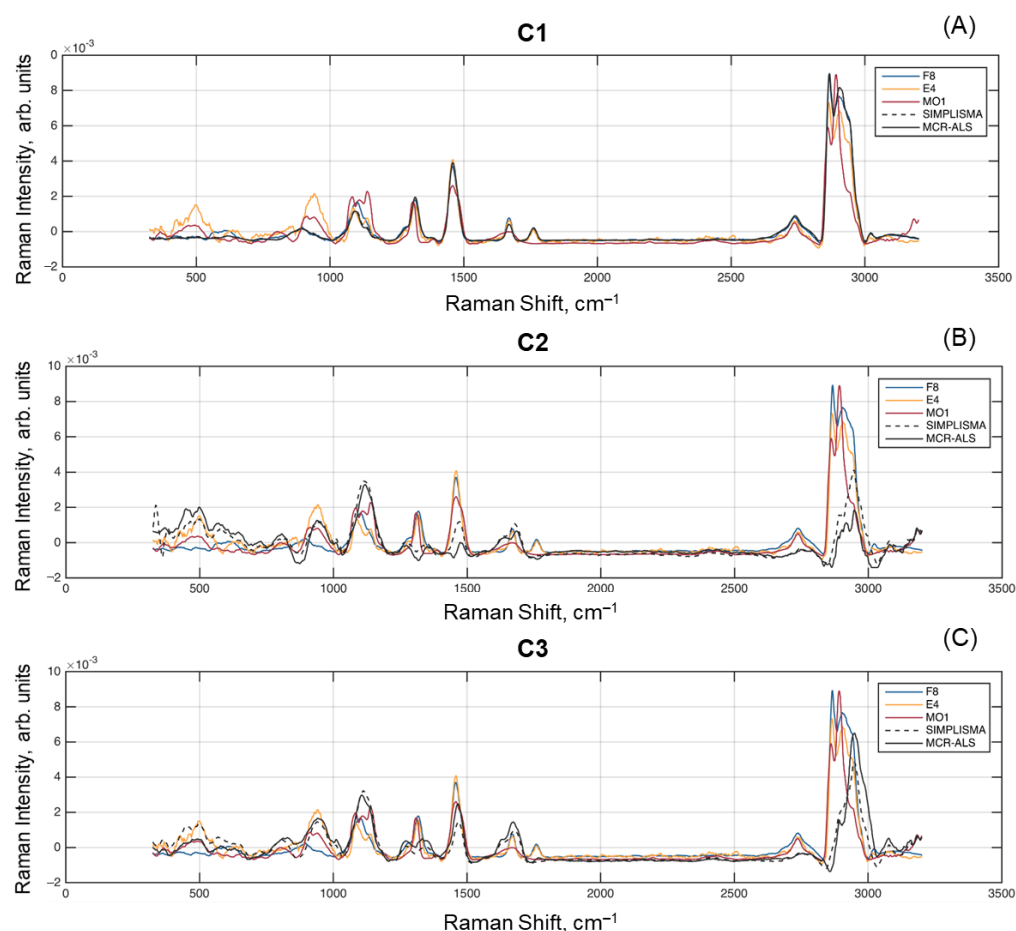 C1
(A)
×10⁻³
Raman Intensity, arb. units
0
8
6
4
2
0
−2
0
500
1000
1500
2000
2500
3000
3500
F8
E4
MO1
SIMPLISMA
MCR-ALS
Raman Shift, cm⁻¹
C2
(B)
×10⁻³
Raman Intensity, arb. units
10
8
6
4
2
0
−2
0
500
1000
1500
2000
2500
3000
3500
F8
E4
MO1
SIMPLISMA
MCR-ALS
Raman Shift, cm⁻¹
C3
(C)
×10⁻³
Raman Intensity, arb. units
10
8
6
4
2
0
−2
0
500
1000
1500
2000
2500
3000
3500
F8
E4
MO1
SIMPLISMA
MCR-ALS
Raman Shift, cm⁻¹